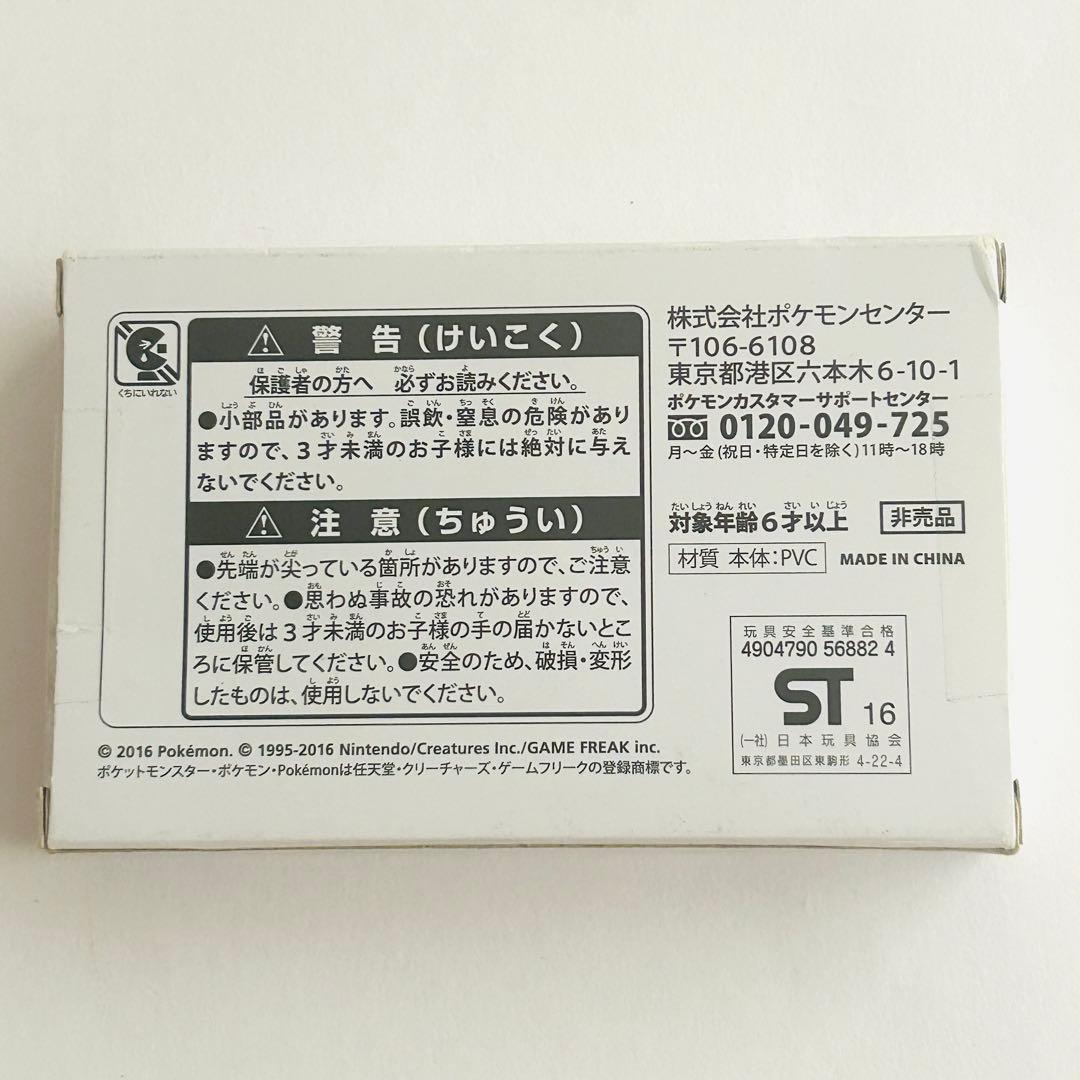 くちにいれない
警告(けいこく)
保護者の方へ 必ずお読みください。
●小部品があります。誤飲・窒息の危険があり
ますので、3才未満のお子様には絶対に与え
ないでください。
注意(ちゅうい)
●先端が尖っている箇所がありますので、ご注意
ください。●思わぬ事故の恐れがありますので、
使用後は3才未満のお子様の手の届かないとこ
ろに保管してください。●安全のため、破損・変形
したものは、使用しないでください。
© 2016 Pokémon. © 1995-2016 Nintendo/Creatures Inc./GAME FREAK inc.
ポケットモンスター・ポケモン・Pokémonは任天堂・クリーチャーズ・ゲームフリークの登録商標です。
株式会社ポケモンセンター
〒106-6108
東京都港区六本木6-10-1
ポケモンカスタマーサポートセンター
0120-049-725
月〜金(祝日・特定日を除く)11時〜18時
対象年齢6才以上 非売品
材質 本体:PVC MADE IN CHINA
玩具安全基準合格
4904790 56882 4
ST 16
(一社)日本玩具協会
東京都墨田区東駒形 4-22-4